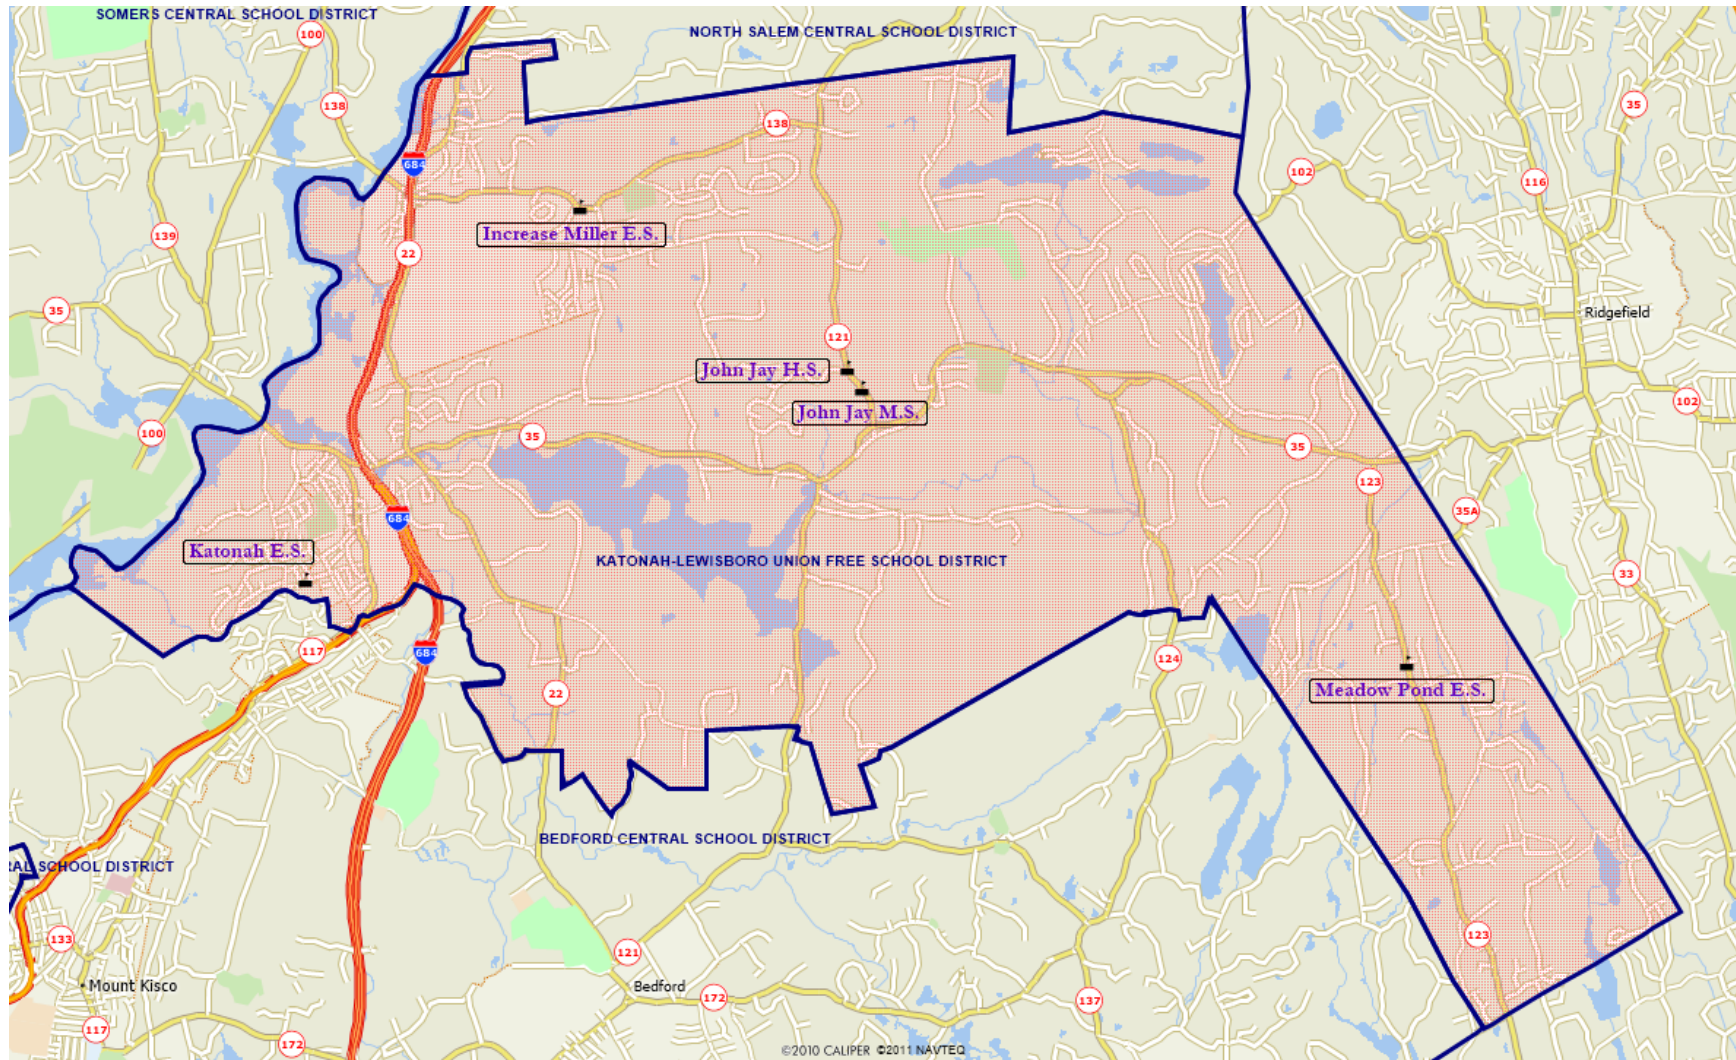 SOMERS CENTRAL SCHOOL DISTRICT
100
NORTH SALEM CENTRAL SCHOOL DISTRICT
138
35
138
684
102
116
Increase Miller E.S.
139
22
35
Ridgefield
121
John Jay H.S.
John Jay M.S.
102
100
35
35
123
35A
684
Katonah E.S.
KATONAH-LEWISBORO UNION FREE SCHOOL DISTRICT
33
117
684
124
22
Meadow Pond E.S.
BEDFORD CENTRAL SCHOOL DISTRICT
RAL SCHOOL DISTRICT
133
121
123
Mount Kisco
Bedford
172
137
117
172
©2010 CALIPER ©2011 NAVTEQ